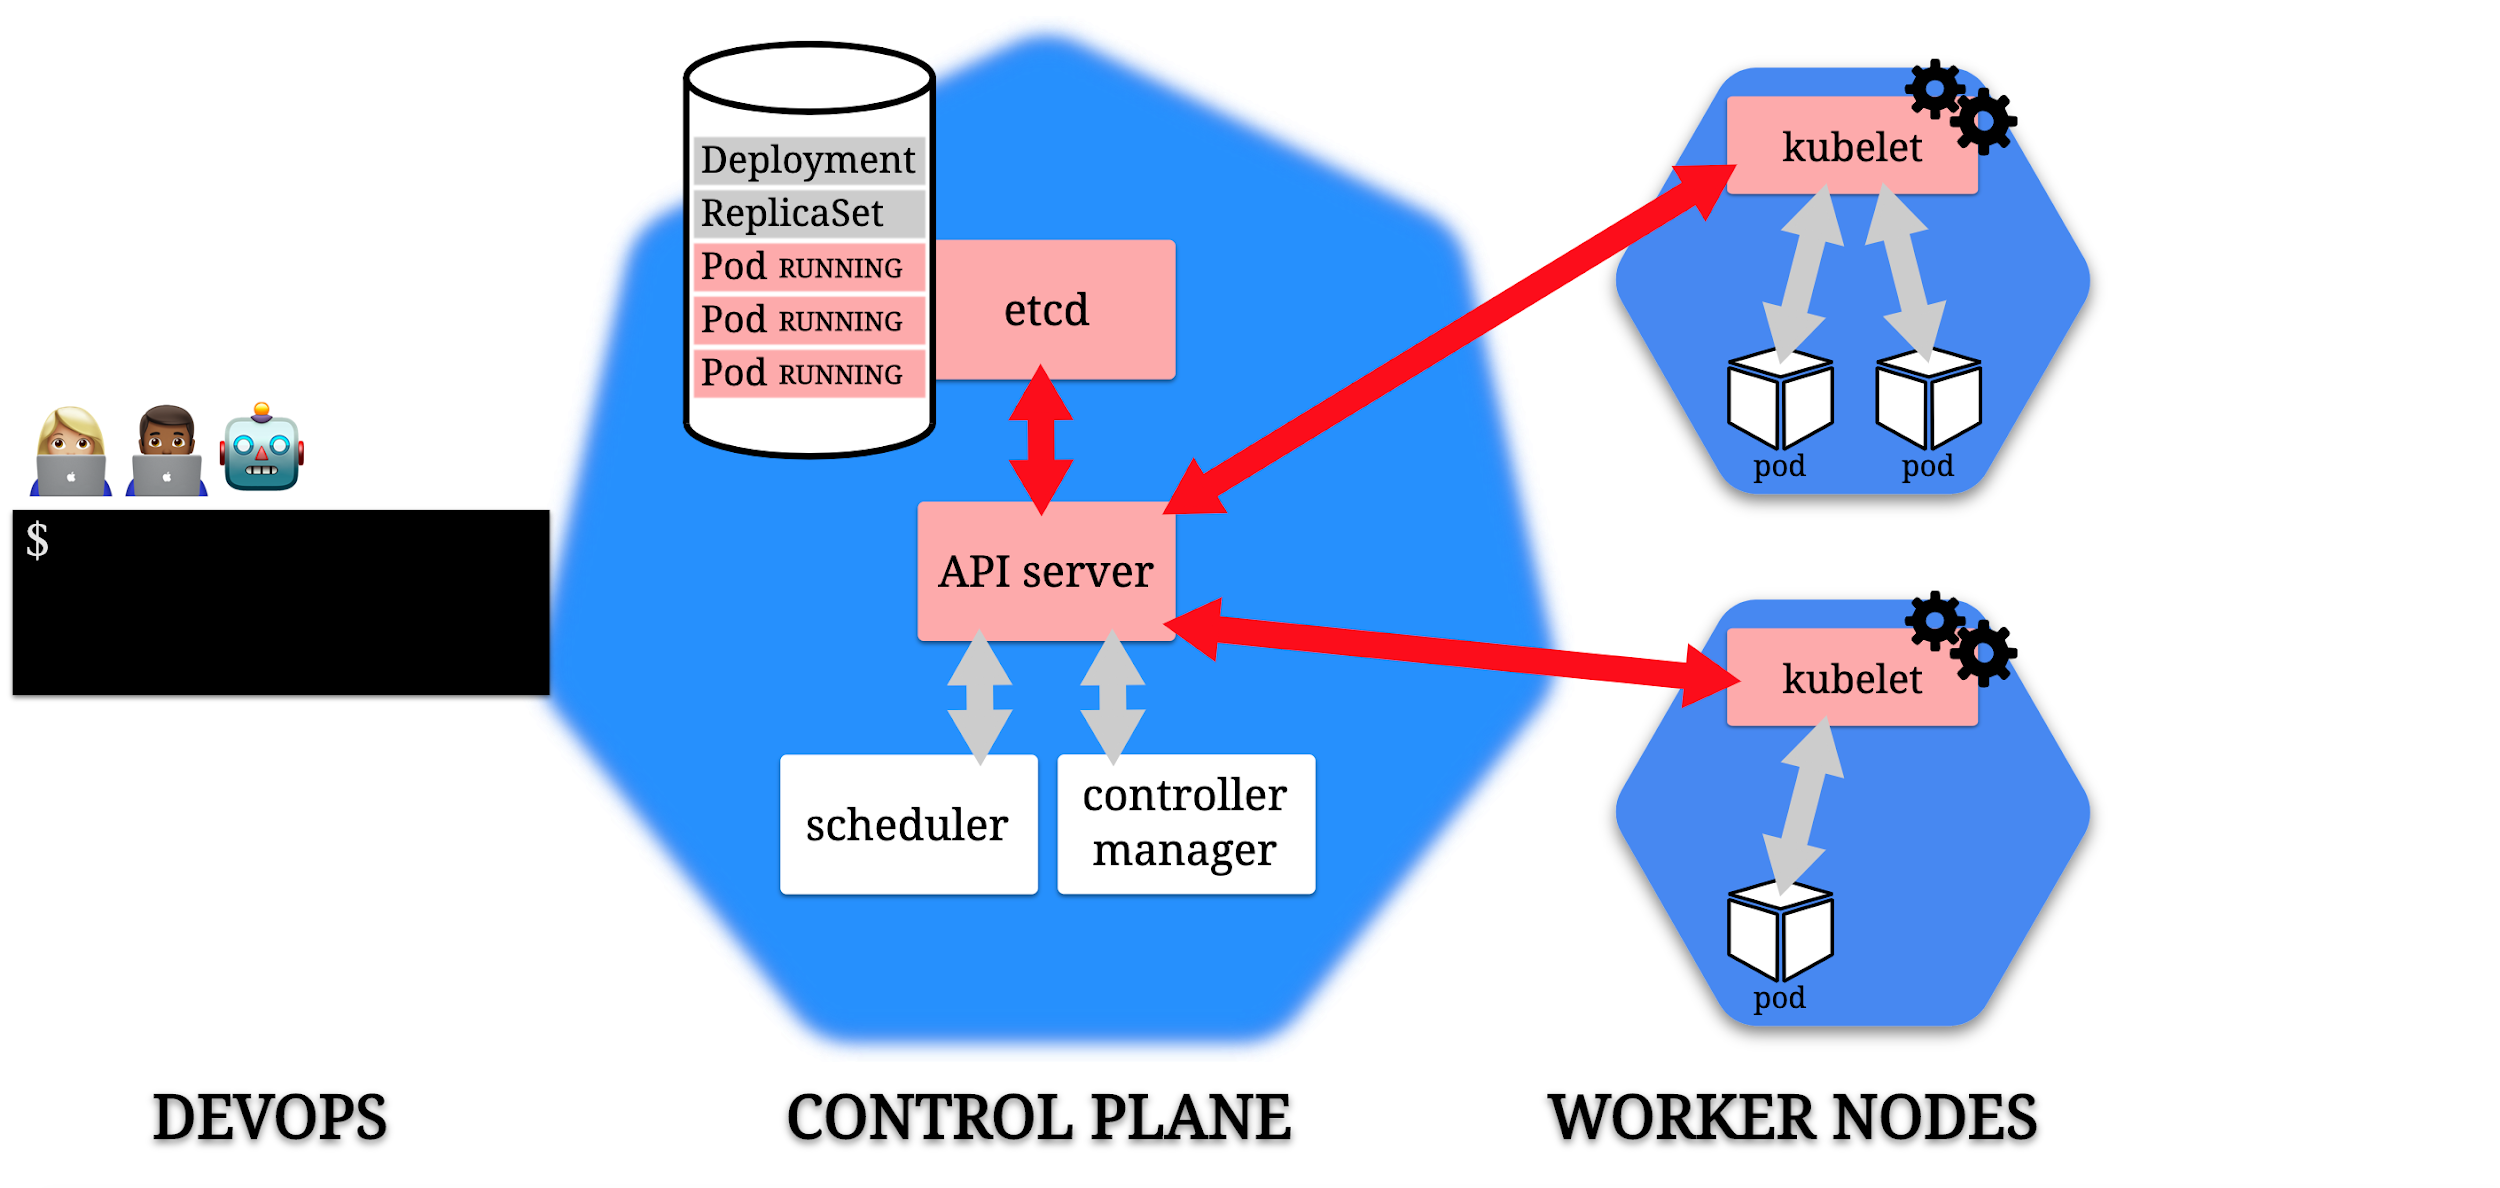 Deployment
ReplicaSet
Pod RUNNING
Pod RUNNING
Pod RUNNING
etcd
$
API server
scheduler
controller
manager
kubelet
pod
pod
kubelet
pod
DEVOPS
CONTROL PLANE
WORKER NODES